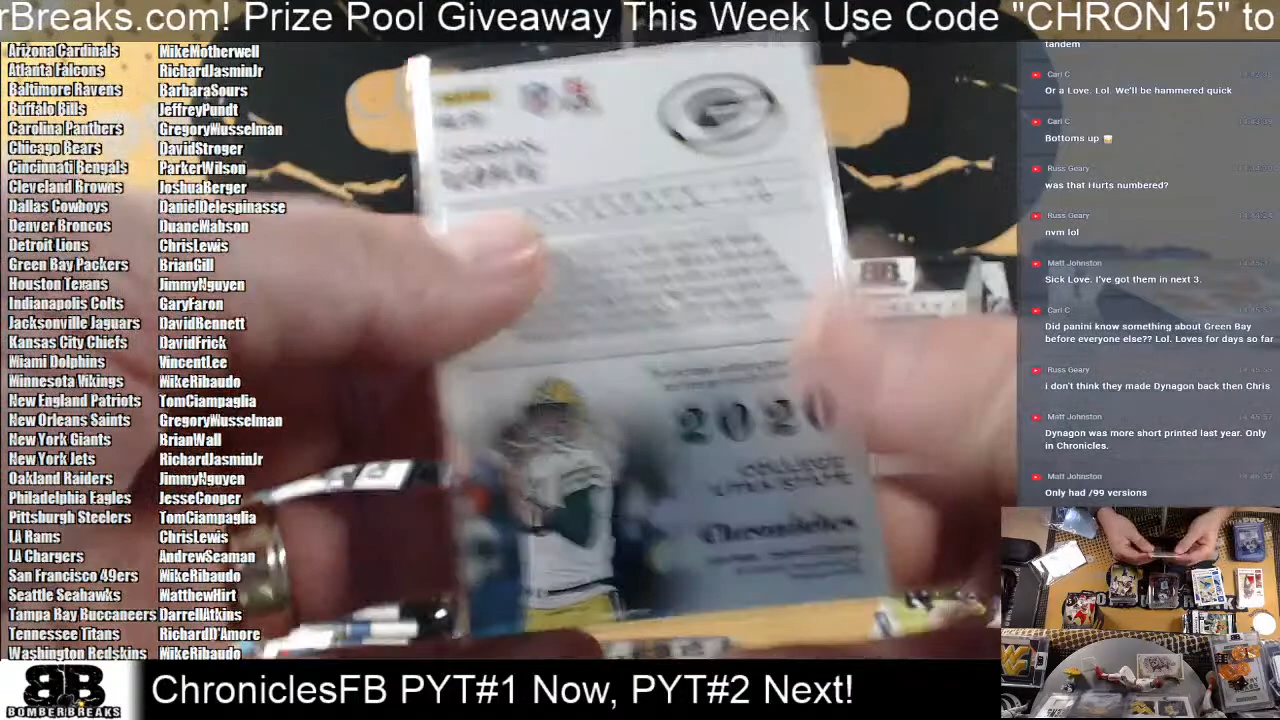 rBreaks.com! Prize Pool Giveaway This Week Use Code "CHRON15" to
Arizona Cardinals MikeMotherwell
Atlanta Falcons RichardJasminJr
Baltimore Ravens BarbaraSours
Buffalo Bills JeffreyPundt
Carolina Panthers GregoryMusselman
Chicago Bears DavidStroger
Cincinnati Bengals ParkerWilson
Cleveland Browns JoshuaBerger
Dallas Cowboys DanielDelespinasse
Denver Broncos DuaneMabson
Detroit Lions ChrisLewis
Green Bay Packers BrianGill
Houston Texans JimmyNguyen
Indianapolis Colts GaryFaron
Jacksonville Jaguars DavidBennett
Kansas City Chiefs DavidFrick
Miami Dolphins VincentLee
Minnesota Vikings MikeRibaudo
New England Patriots TomCiampaglia
New Orleans Saints GregoryMusselman
New York Giants BrianWall
New York Jets RichardJasminJr
Oakland Raiders JimmyNguyen
Philadelphia Eagles JesseCooper
Pittsburgh Steelers TomCiampaglia
LA Rams ChrisLewis
LA Chargers AndrewSeaman
San Francisco 49ers MikeRibaudo
Seattle Seahawks MatthewHirt
Tampa Bay Buccaneers DarrellAtkins
Tennessee Titans RichardD'Amore
Washington Redskins MikeRibaudo
2020
COLLEGE
UTAH STATE
Chronicles
tandem
Carl C
Or a Love. Lol. We'll be hammered quick
Carl C
Bottoms up
Russ Geary
was that Hurts numbered?
Russ Geary
nvm lol
Matt Johnston
Sick Love. I've got them in next 3.
Carl C
Did panini know something about Green Bay
before everyone else?? Lol. Loves for days so far
Russ Geary
i don't think they made Dynagon back then Chris
Matt Johnston
Dynagon was more short printed last year. Only
in Chronicles.
Matt Johnston
Only had /99 versions
BB
BOMBERBREAKS
ChroniclesFB PYT#1 Now, PYT#2 Next!